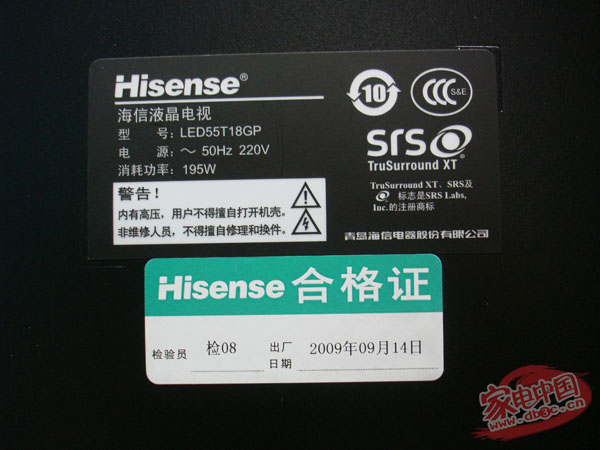 Hisense®
海信液晶电视
型 号: LED55T18GP
电 源: ～ 50Hz 220V
消耗功率: 195W
警告!
内有高压，用户不得擅自打开机壳。
非维修人员，不得擅自修理和换件。
10
CCC S&E
SRS
TruSurround XT™
TruSurround XT、SRS及
标志是SRS Labs,
Inc.的注册商标
青岛海信电器股份有限公司
Hisense 合格证
检验员 检08 出厂日期 2009年09月14日
家电中国
www.dbgc.cn